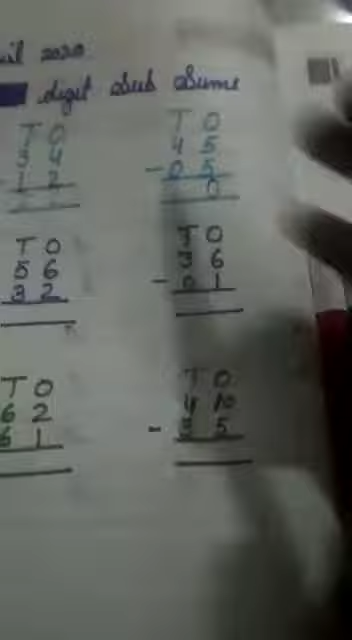 2020
digit Sub Sums
T O    T O
3 4    4 5
1 2    - 0 5
0
T O    T O
5 6    3 6
3 2    - 0 1
T O    T O
6 2    4 10
6 1    - 3 5